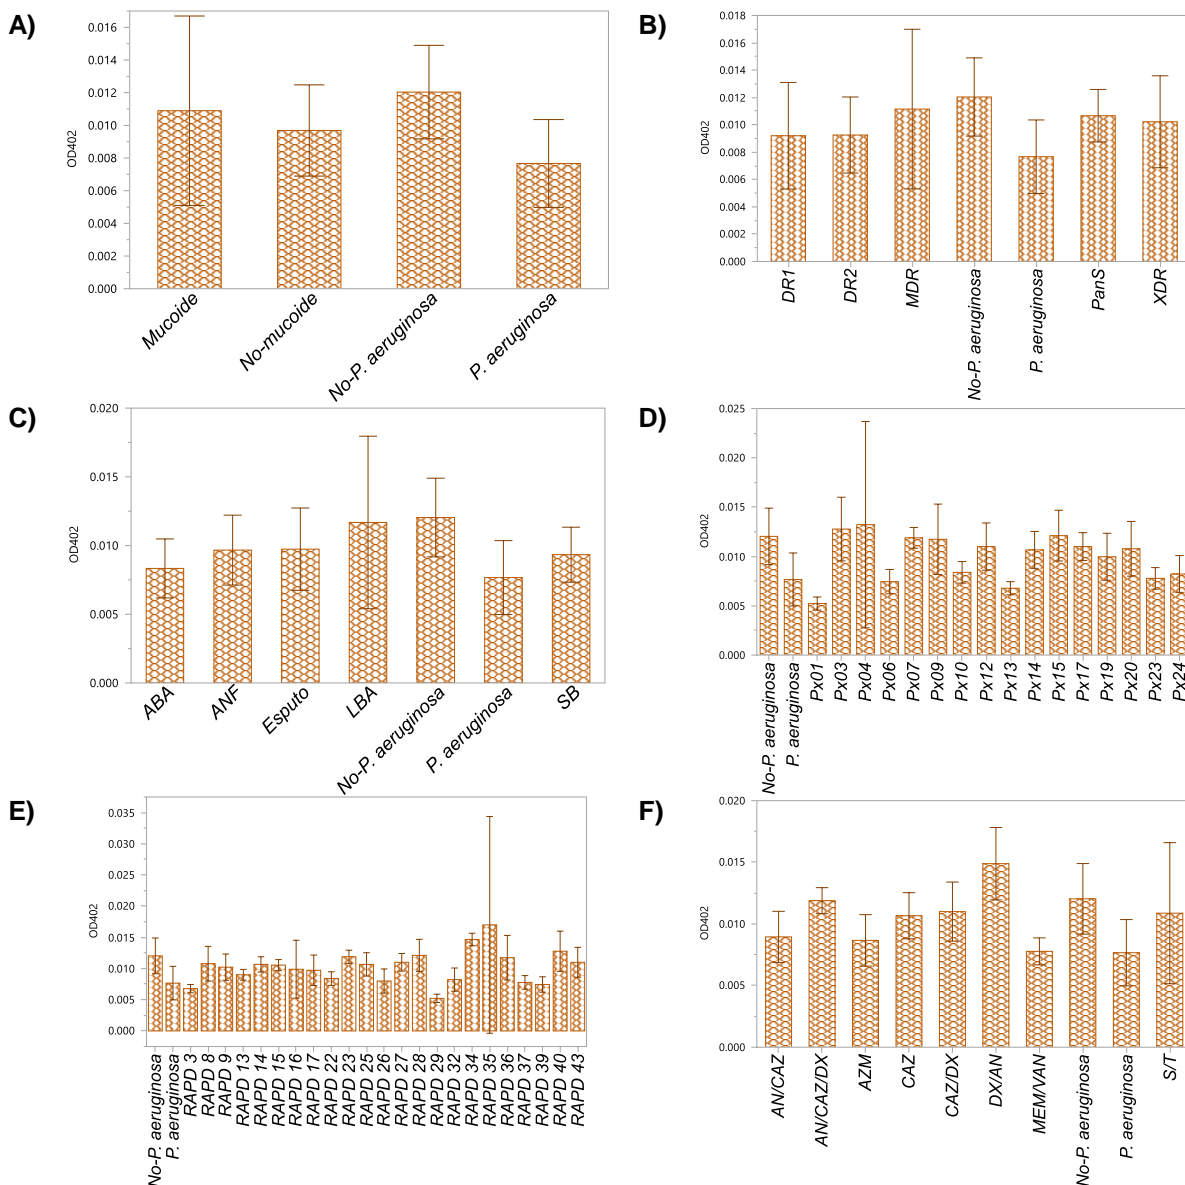 A)
0.016
0.014
0.012
0.010
0.008
0.006
0.004
0.002
0.000
OD402
Mucoide
No-mucoide
No-P. aeruginosa
P. aeruginosa
B)
0.018
0.016
0.014
0.012
0.010
0.008
0.006
0.004
0.002
0.000
OD402
DR1
DR2
MDR
No-P. aeruginosa
P. aeruginosa
PanS
XDR
C)
0.020
0.015
0.010
0.005
0.000
OD402
ABA
ANF
Esputo
LBA
No-P. aeruginosa
P. aeruginosa
SB
D)
0.025
0.020
0.015
0.010
0.005
0.000
OD402
No-P. aeruginosa
P. aeruginosa
Px01
Px03
Px04
Px06
Px07
Px09
Px10
Px12
Px13
Px14
Px15
Px17
Px19
Px20
Px23
Px24
E)
0.035
0.030
0.025
0.020
0.015
0.010
0.005
0.000
OD402
No-P. aeruginosa
P. aeruginosa
RAPD 3
RAPD 8
RAPD 9
RAPD 13
RAPD 14
RAPD 15
RAPD 16
RAPD 17
RAPD 22
RAPD 23
RAPD 25
RAPD 26
RAPD 27
RAPD 28
RAPD 29
RAPD 32
RAPD 34
RAPD 35
RAPD 36
RAPD 37
RAPD 39
RAPD 40
RAPD 43
F)
0.020
0.015
0.010
0.005
0.000
OD402
AN/CAZ
AN/CAZ/DX
AZM
CAZ
CAZ/DX
DX/AN
MEM/VAN
No-P. aeruginosa
P. aeruginosa
S/T